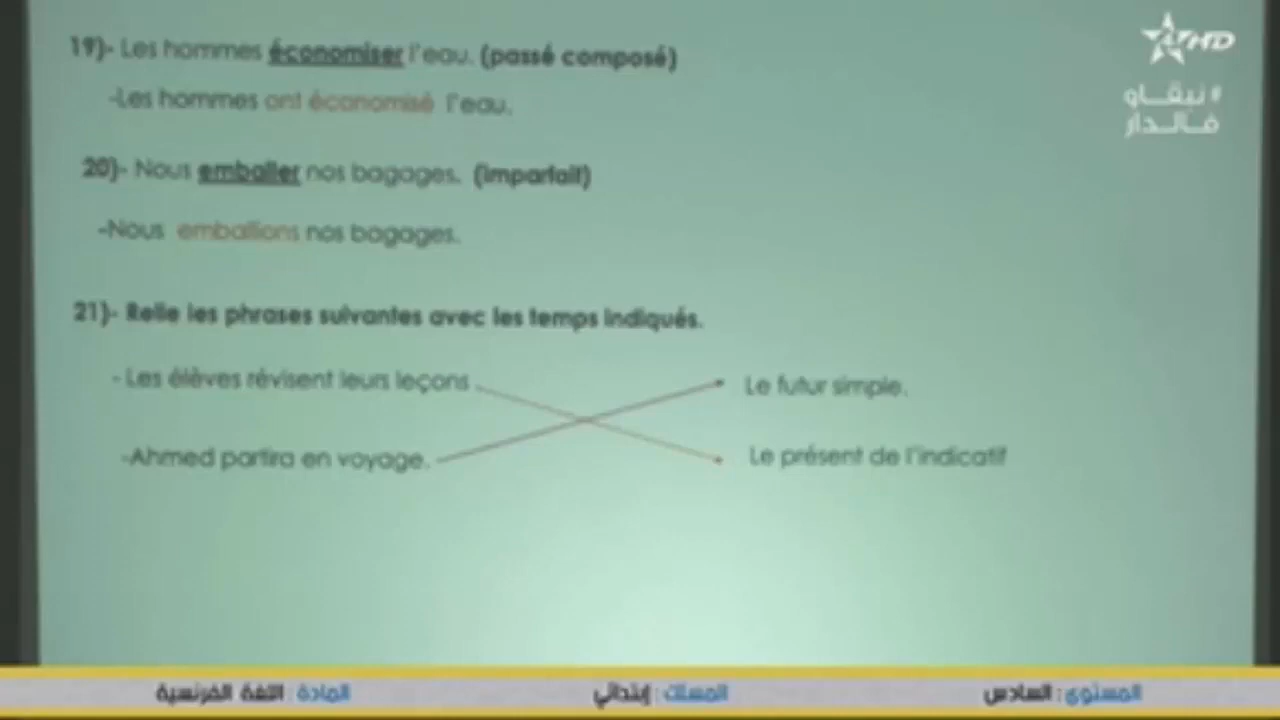 19)- Les hommes économiser l'eau. (passé composé)
-Les hommes ont économisé l'eau.
20)- Nous emballer nos bagages. (imparfait)
-Nous emballions nos bagages.
21)- Relie les phrases suivantes avec les temps indiqués.
- Les élèves révisent leurs leçons
Le futur simple.
-Ahmed partira en voyage.
Le présent de l'indicatif
HD
# نبقاو
فالدار
المستوى : السادس
المسلك : إبتدائي
المادة : اللغة الفرنسية